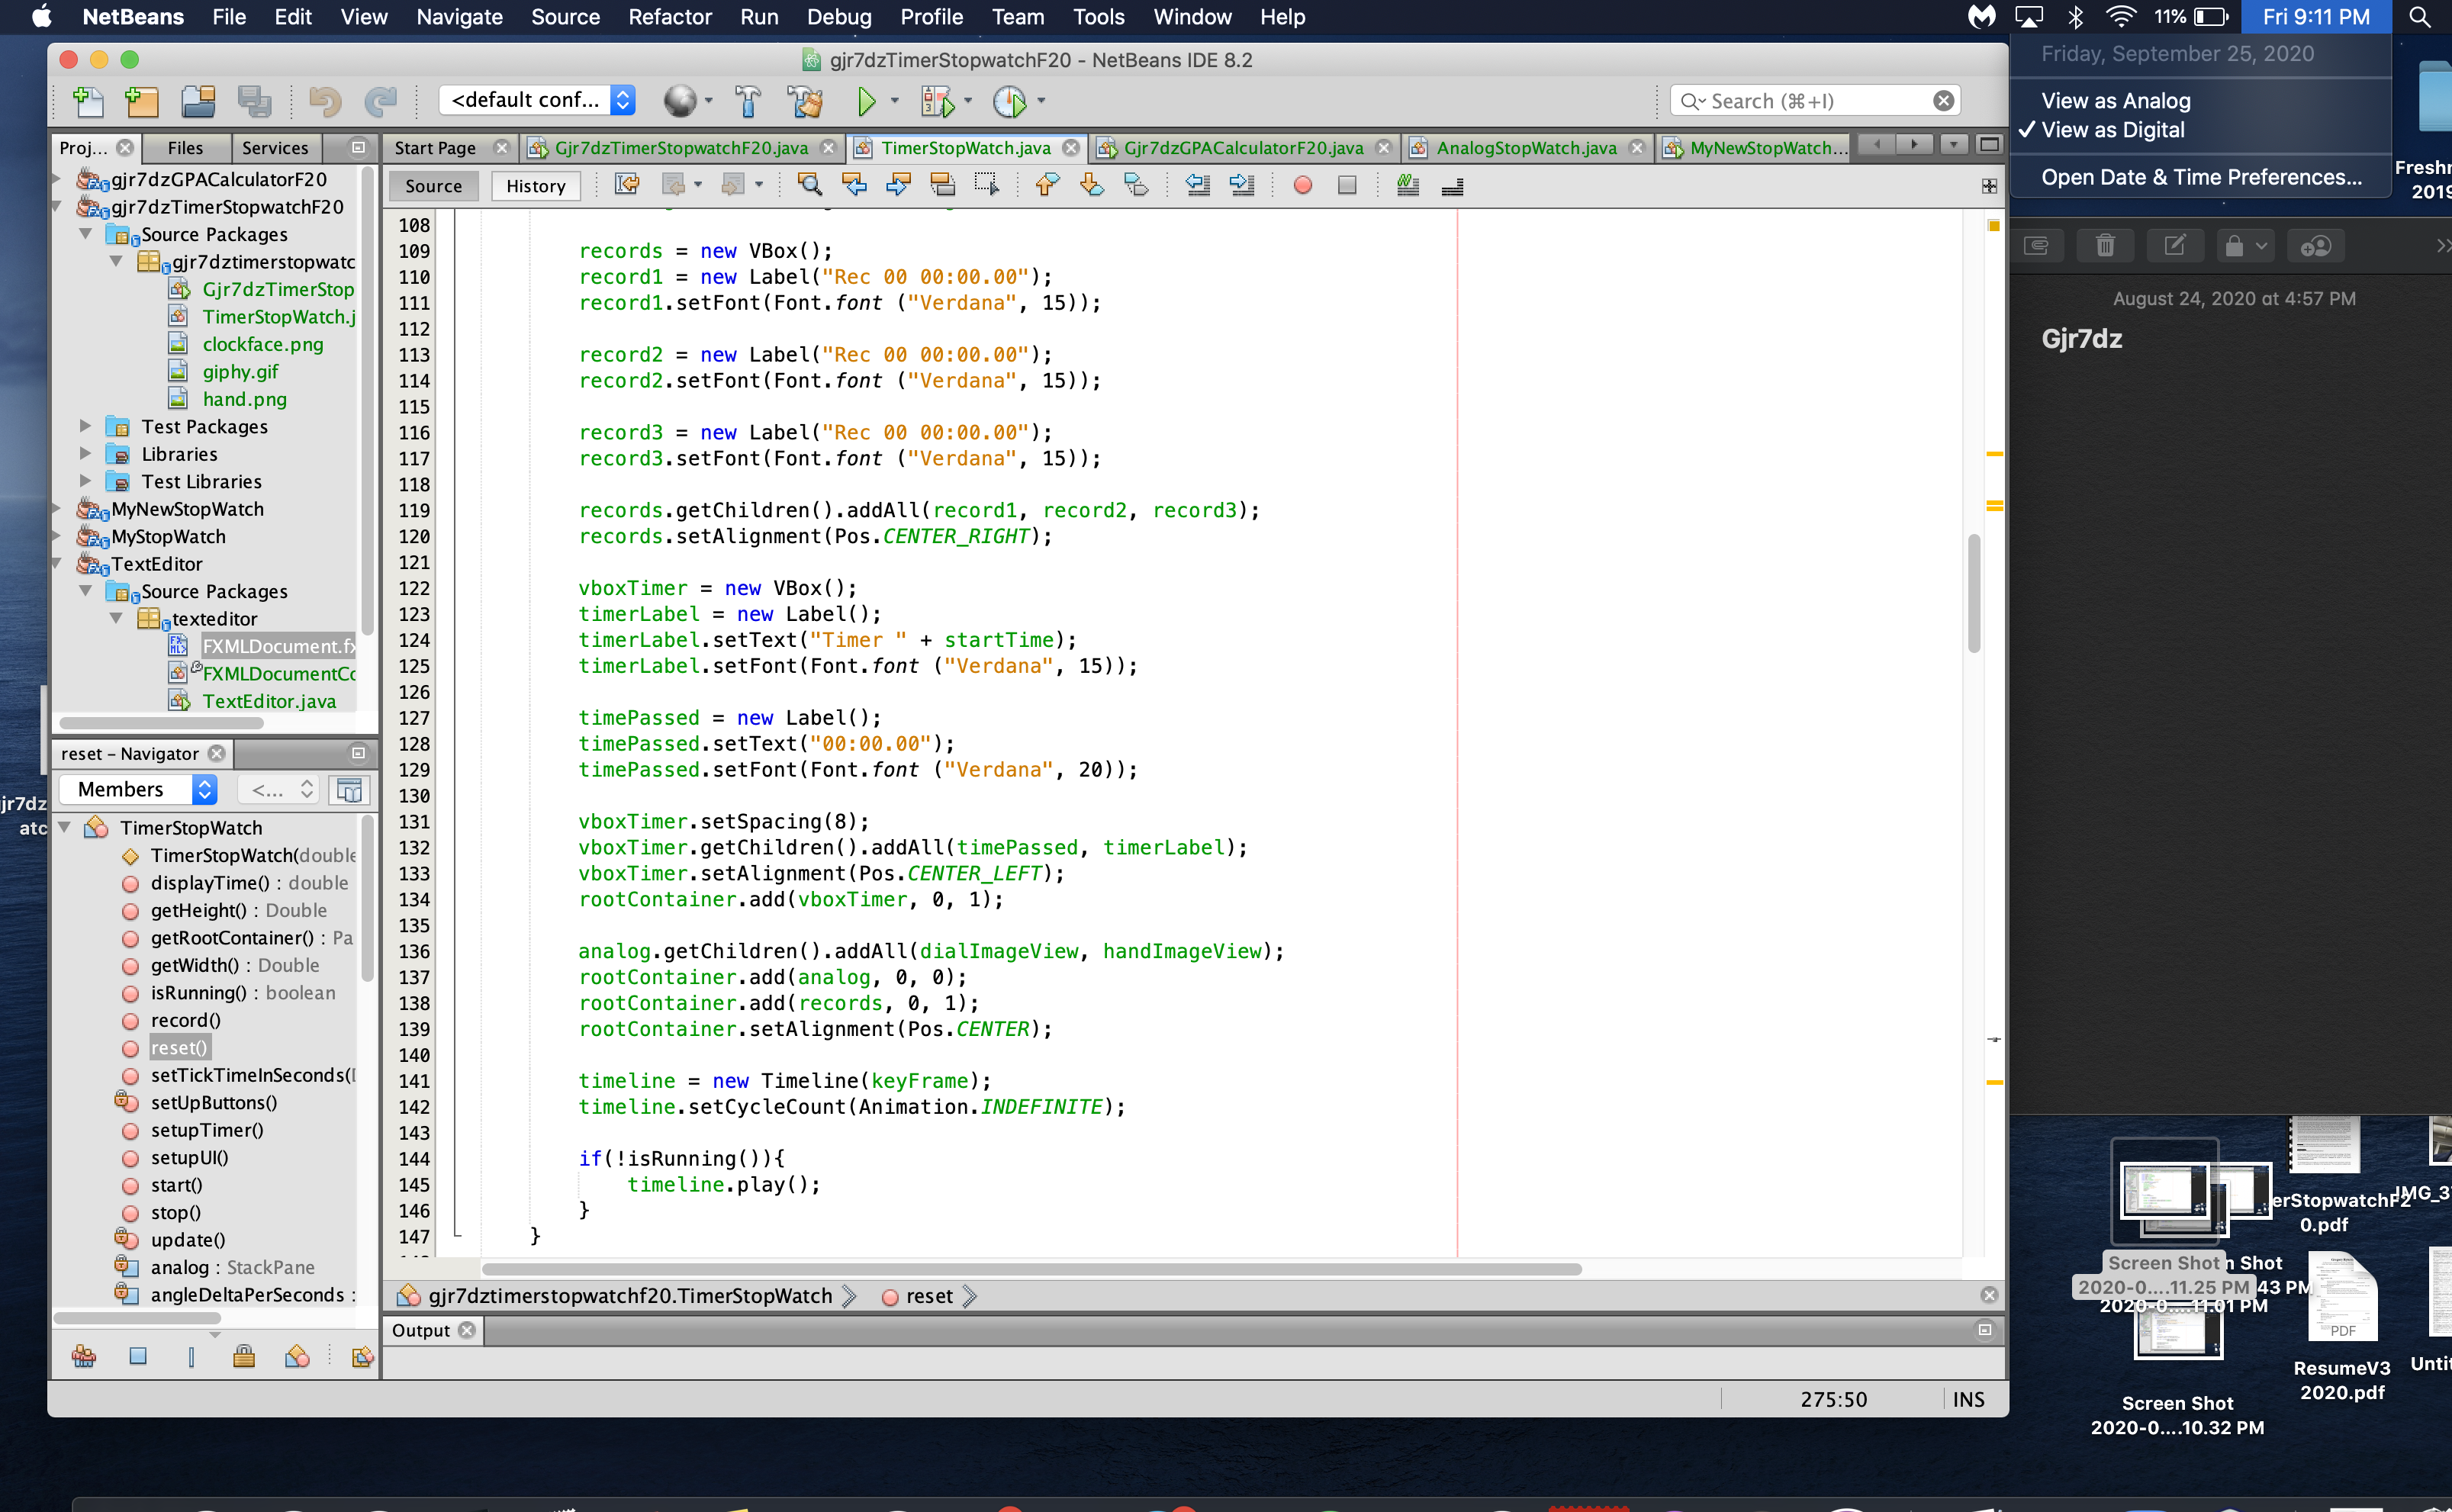 NetBeans File Edit View Navigate Source Refactor Run Debug Profile Team Tools Window Help 11% Fri 9:11 PM
Friday, September 25, 2020
View as Analog
✓ View as Digital
Open Date & Time Preferences...
gjr7dzTimerStopwatchF20 - NetBeans IDE 8.2
<default conf... Search (⌘+I)
Proj... Files Services
Start Page Gjr7dzTimerStopwatchF20.java TimerStopWatch.java Gjr7dzGPACalculatorF20.java AnalogStopWatch.java MyNewStopWatch...
Source History
gjr7dzGPACalculatorF20
gjr7dzTimerStopwatchF20
Source Packages
gjr7dztimerstopwatc
Gjr7dzTimerStop
TimerStopWatch.j
clockface.png
giphy.gif
hand.png
Test Packages
Libraries
Test Libraries
MyNewStopWatch
MyStopWatch
TextEditor
Source Packages
texteditor
FXMLDocument.fx
FXMLDocumentCo
TextEditor.java
reset - Navigator
Members <...
TimerStopWatch
TimerStopWatch(double
displayTime() : double
getHeight() : Double
getRootContainer() : Pa
getWidth() : Double
isRunning() : boolean
record()
reset()
setTickTimeInSeconds(
setUpButtons()
setupTimer()
setupUI()
start()
stop()
update()
analog : StackPane
angleDeltaPerSeconds :
108
109 records = new VBox();
110 record1 = new Label("Rec 00 00:00.00");
111 record1.setFont(Font.font ("Verdana", 15));
112
113 record2 = new Label("Rec 00 00:00.00");
114 record2.setFont(Font.font ("Verdana", 15));
115
116 record3 = new Label("Rec 00 00:00.00");
117 record3.setFont(Font.font ("Verdana", 15));
118
119 records.getChildren().addAll(record1, record2, record3);
120 records.setAlignment(Pos.CENTER_RIGHT);
121
122 vboxTimer = new VBox();
123 timerLabel = new Label();
124 timerLabel.setText("Timer " + startTime);
125 timerLabel.setFont(Font.font ("Verdana", 15));
126
127 timePassed = new Label();
128 timePassed.setText("00:00.00");
129 timePassed.setFont(Font.font ("Verdana", 20));
130
131 vboxTimer.setSpacing(8);
132 vboxTimer.getChildren().addAll(timePassed, timerLabel);
133 vboxTimer.setAlignment(Pos.CENTER_LEFT);
134 rootContainer.add(vboxTimer, 0, 1);
135
136 analog.getChildren().addAll(dialImageView, handImageView);
137 rootContainer.add(analog, 0, 0);
138 rootContainer.add(records, 0, 1);
139 rootContainer.setAlignment(Pos.CENTER);
140
141 timeline = new Timeline(keyFrame);
142 timeline.setCycleCount(Animation.INDEFINITE);
143
144 if(!isRunning()){
145 timeline.play();
146 }
147 }
gjr7dztimerstopwatchf20.TimerStopWatch reset
Output
275:50 INS
August 24, 2020 at 4:57 PM
Gjr7dz
Freshr
2019
jr7dz
atc
erStopwatchF2
0.pdf
IMG_3
Screen Shot
2020-0....11.25 PM
n Shot
43 PM
2020-0....11.01 PM
PDF
ResumeV3
2020.pdf
Unti
Screen Shot
2020-0....10.32 PM